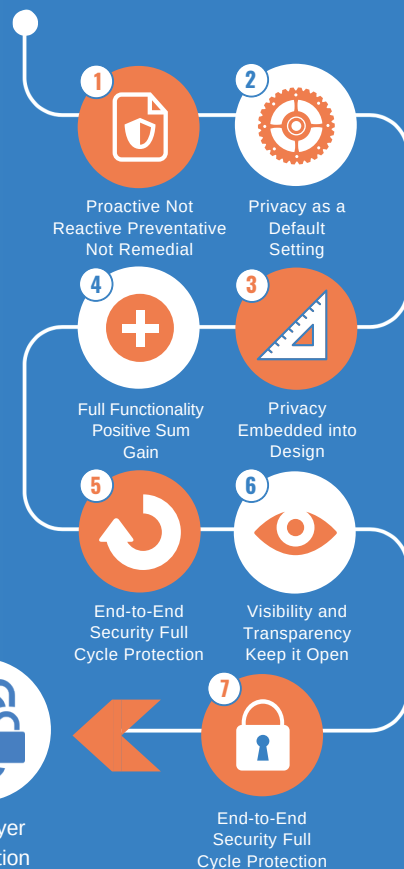 1
Proactive Not
Reactive Preventative
Not Remedial
2
Privacy as a
Default
Setting
3
Privacy
Embedded into
Design
4
Full Functionality
Positive Sum
Gain
5
End-to-End
Security Full
Cycle Protection
6
Visibility and
Transparency
Keep it Open
7
End-to-End
Security Full
Cycle Protection